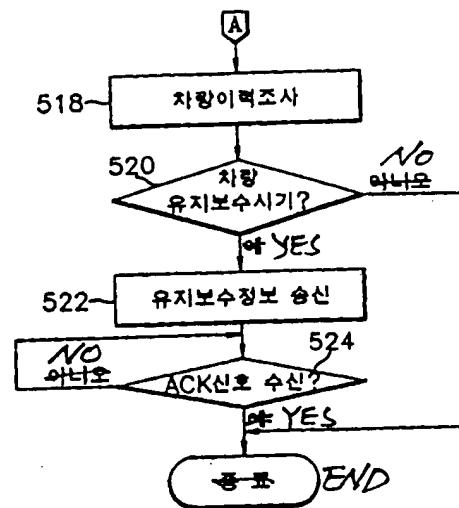 A
518
차량이력조사
520
차량
유지보수시기?
NO
아니오
야 YES
522
유지보수정보 송신
NO
아니오
524
ACK신호 수신?
야 YES
종료 END